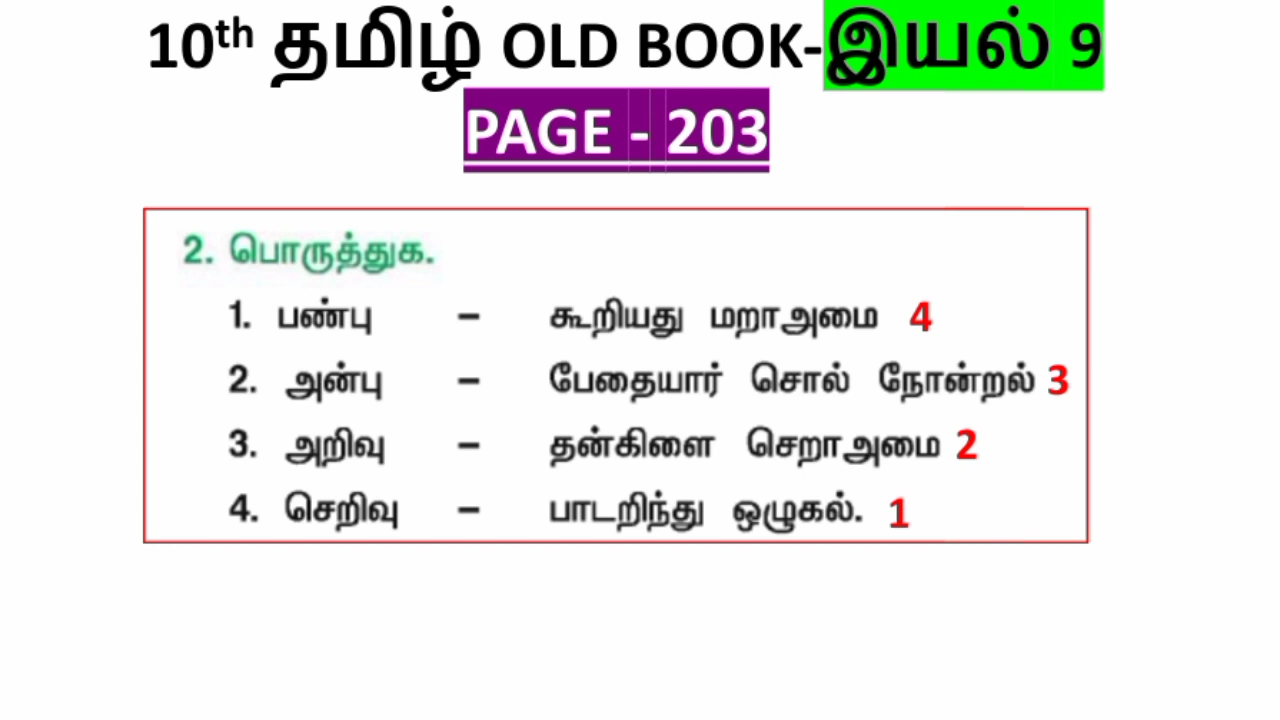 10th தமிழ் OLD BOOK-இயல் 9
PAGE - 203
2. பொருத்துக.
1. பண்பு – கூறியது மறாஅமை 4
2. அன்பு – பேதையார் சொல் நோன்றல் 3
3. அறிவு – தன்கிளை செறாஅமை 2
4. செறிவு – பாடறிந்து ஒழுகல். 1